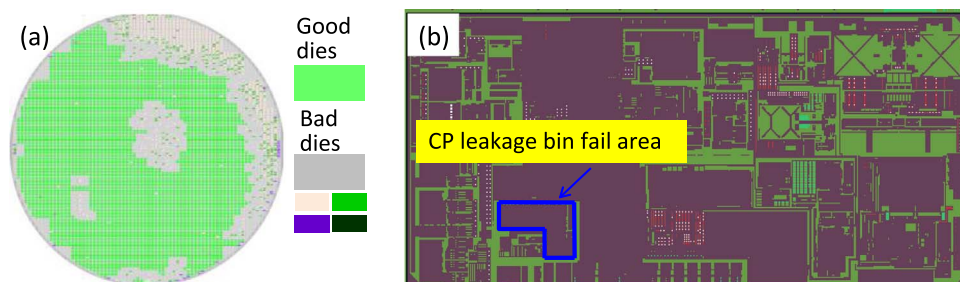 (a)
Good
dies
Bad
dies
(b)
CP leakage bin fail area